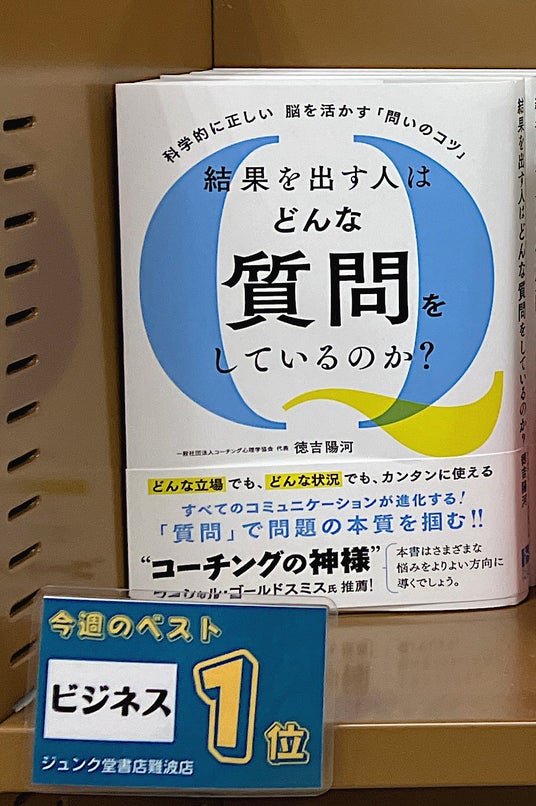 科学的に正しい 脳を活かす「問いのコツ」
結果を出す人は
どんな
質問を
しているのか?
一般社団法人コーチング心理学協会 代表 徳吉陽河
どんな立場でも、どんな状況でも、カンタンに使える
すべてのコミュニケーションが進化する!
「質問」で問題の本質を掴む!!
“コーチングの神様”
マーシャル・ゴールドスミス氏 推薦!
本書はさまざまな
悩みをよりよい方向に
導くでしょう。
結果を出す人はどんな質問をしているのか? 徳吉陽河
今週のベスト
ビジネス
1位
ジュンク堂書店難波店